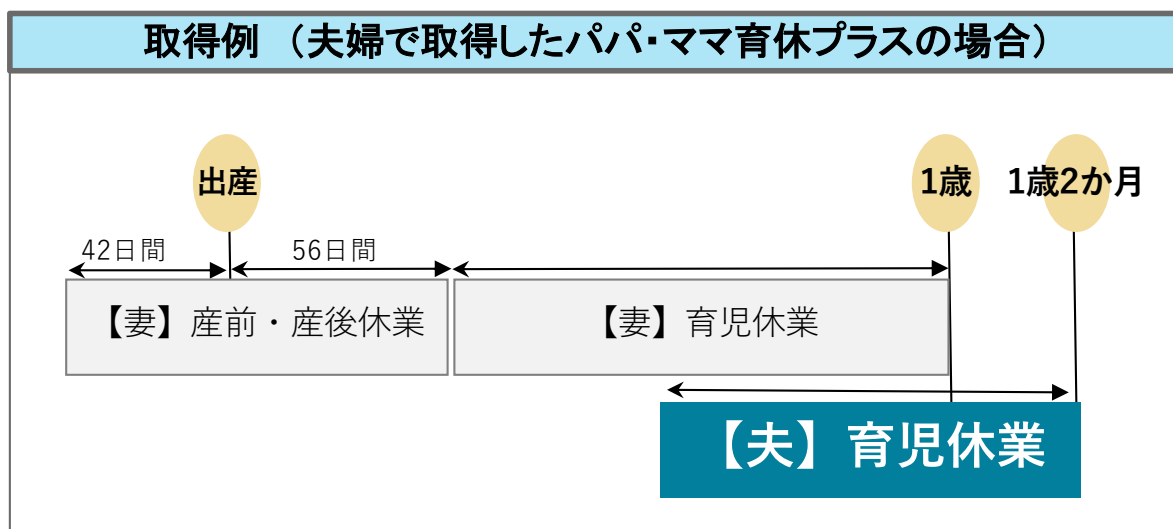 取得例 （夫婦で取得したパパ・ママ育休プラスの場合）
出産
1歳
1歳2か月
42日間
56日間
【妻】産前・産後休業
【妻】育児休業
【夫】育児休業